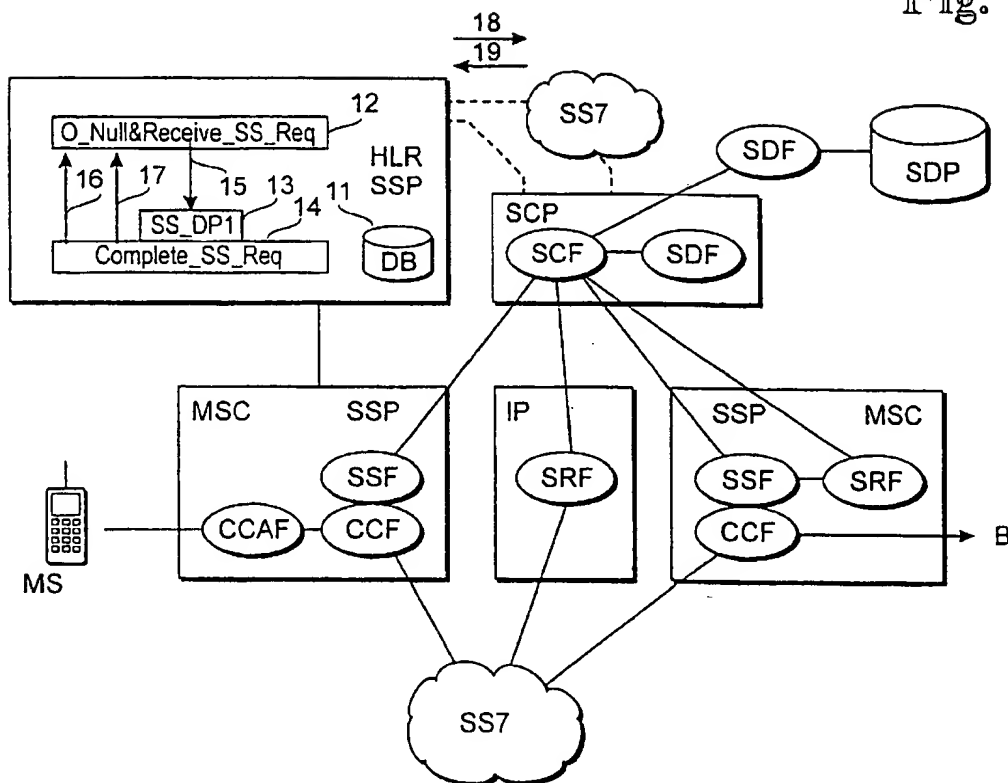 Fig.
18
19
12
O_Null&Receive_SS_Req
SS7
HLR
SSP
SDF
SDP
16
17
15
13
14
11
SS_DP1
Complete_SS_Req
DB
SCP
SCF
SDF
MSC
SSP
IP
SSP
MSC
SSF
SRF
SSF
SRF
CCAF
CCF
CCF
B
MS
SS7